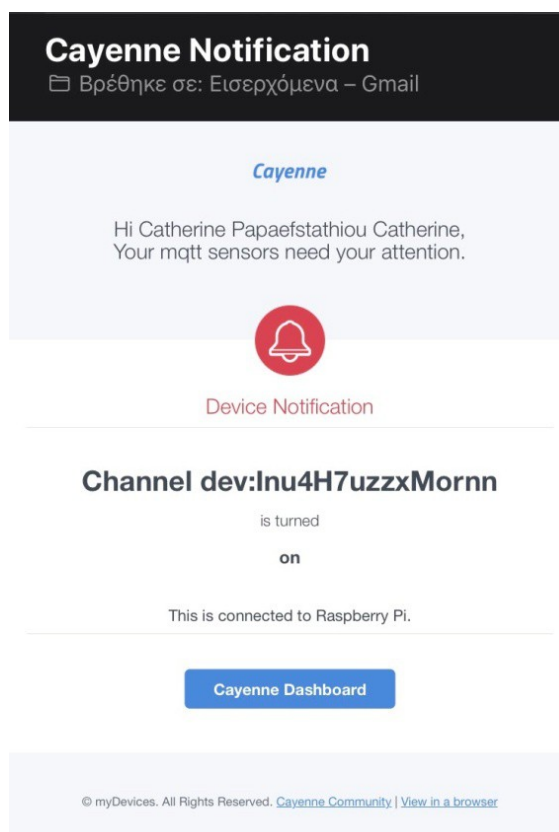 Cayenne Notification
Βρέθηκε σε: Εισερχόμενα – Gmail
Cayenne
Hi Catherine Papaefstathiou Catherine,
Your mqtt sensors need your attention.
Device Notification
Channel dev:lnu4H7uzzxMornn
is turned
on
This is connected to Raspberry Pi.
Cayenne Dashboard
© myDevices. All Rights Reserved. Cayenne Community | View in a browser